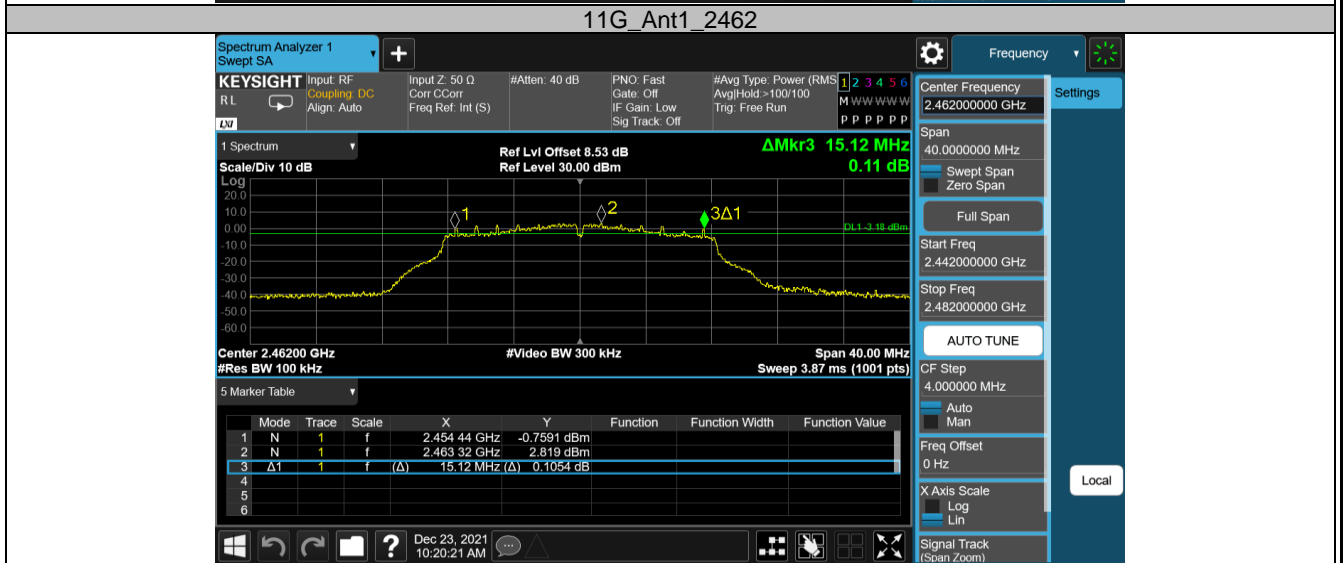 11G_Ant1_2462
Spectrum Analyzer 1
Swept SA
Frequency
KEYSIGHT
Input: RF
Input Z: 50 Ω
#Atten: 40 dB
PNO: Fast
#Avg Type: Power (RMS
1 2 3 4 5 6
R L
Coupling: DC
Corr CCorr
Gate: Off
Avg|Hold:>100/100
M W W W W W
Align: Auto
Freq Ref: Int (S)
IF Gain: Low
Trig: Free Run
LXI
Sig Track: Off
P P P P P P
1 Spectrum
Ref Lvl Offset 8.53 dB
ΔMkr3 15.12 MHz
Scale/Div 10 dB
Ref Level 30.00 dBm
0.11 dB
Log
20.0
10.0
0.00
-10.0
-20.0
-30.0
-40.0
-50.0
-60.0
1
2
3Δ1
DL1 -3.18 dBm
Center 2.46200 GHz
#Video BW 300 kHz
Span 40.00 MHz
#Res BW 100 kHz
Sweep 3.87 ms (1001 pts)
5 Marker Table
Mode Trace Scale X Y Function Function Width Function Value
1 N 1 f 2.454 44 GHz -0.7591 dBm
2 N 1 f 2.463 32 GHz 2.819 dBm
3 Δ1 1 f (Δ) 15.12 MHz (Δ) 0.1054 dB
4
5
6
?
Dec 23, 2021
10:20:21 AM
Center Frequency
2.462000000 GHz
Settings
Span
40.0000000 MHz
Swept Span
Zero Span
Full Span
Start Freq
2.442000000 GHz
Stop Freq
2.482000000 GHz
AUTO TUNE
CF Step
4.000000 MHz
Auto
Man
Freq Offset
0 Hz
X Axis Scale
Log
Lin
Local
Signal Track
(Span Zoom)